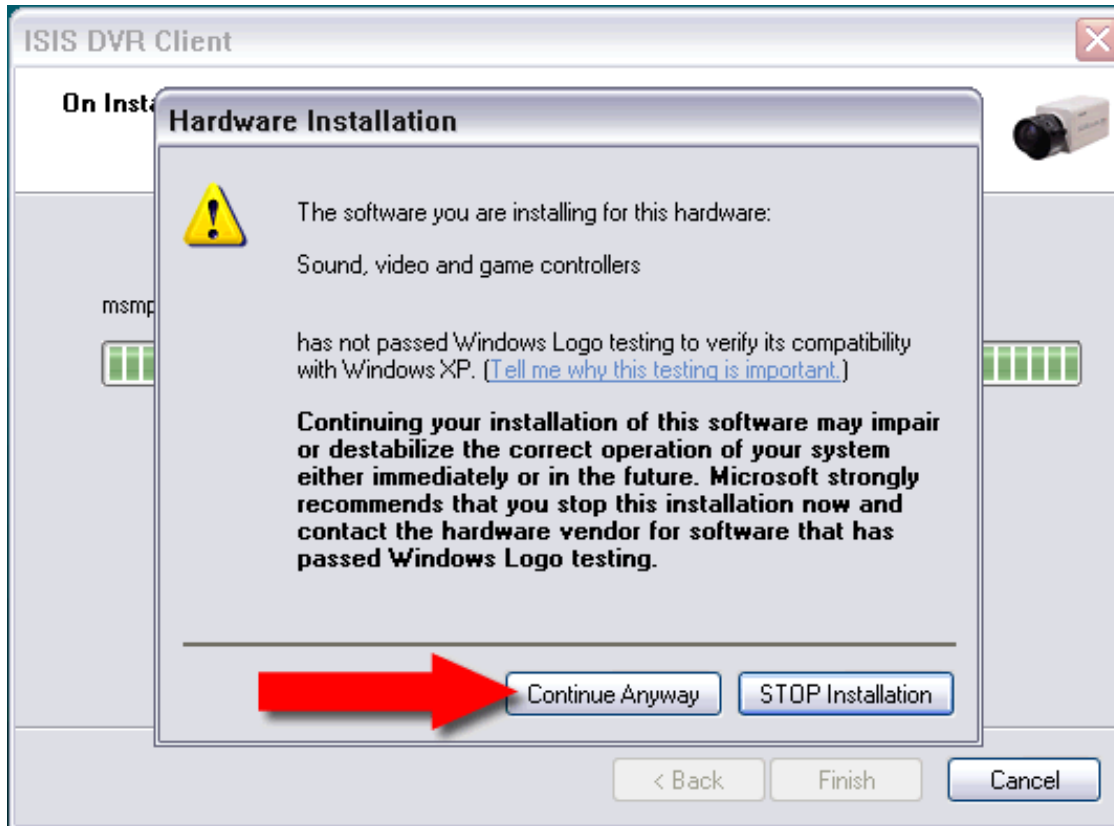 ISIS DVR Client
On Insta
Hardware Installation
The software you are installing for this hardware:
Sound, video and game controllers
msmp
has not passed Windows Logo testing to verify its compatibility
with Windows XP. (Tell me why this testing is important.)
Continuing your installation of this software may impair
or destabilize the correct operation of your system
either immediately or in the future. Microsoft strongly
recommends that you stop this installation now and
contact the hardware vendor for software that has
passed Windows Logo testing.
Continue Anyway STOP Installation
< Back Finish Cancel